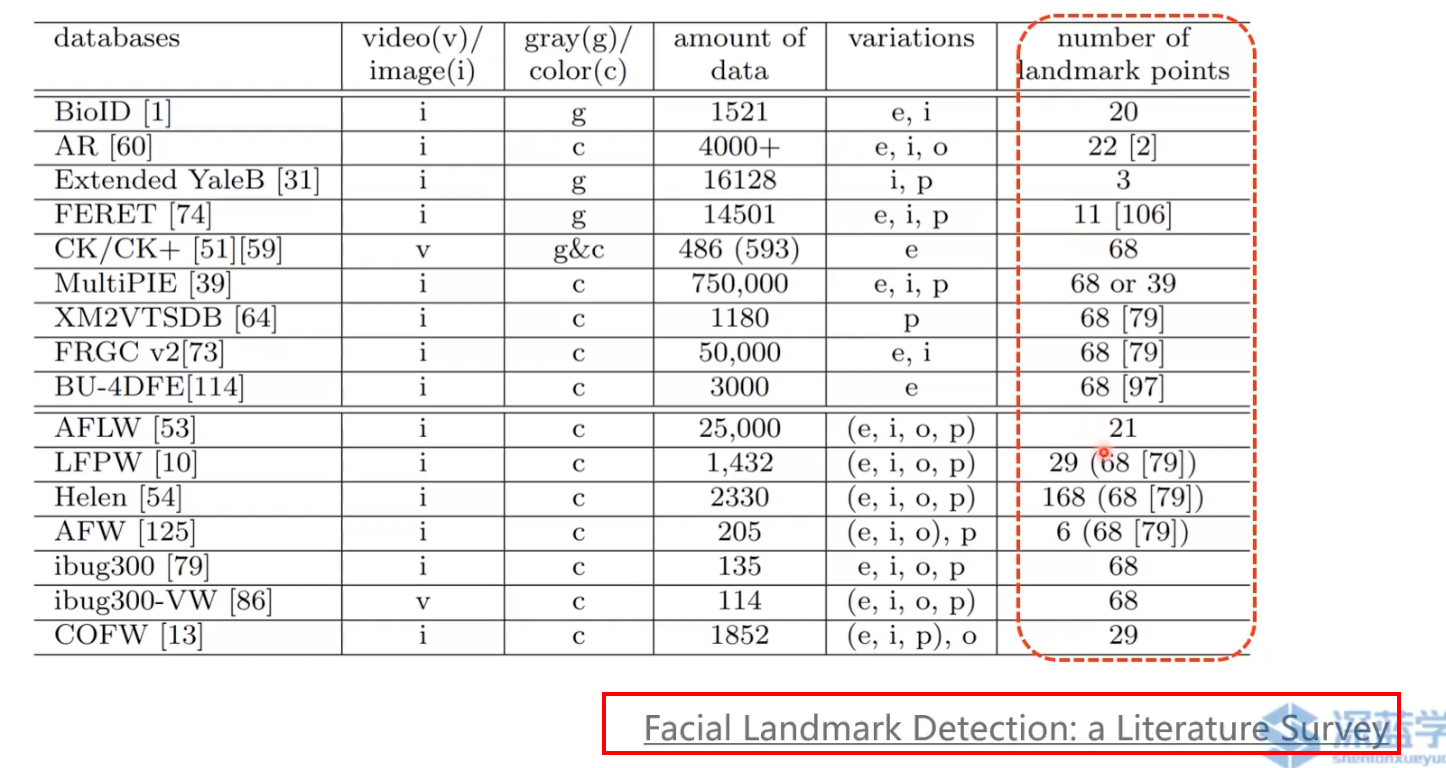 databases video(v)/ gray(g)/ amount of variations number of
image(i) color(c) data landmark points
BioID [1] i g 1521 e, i 20
AR [60] i c 4000+ e, i, o 22 [2]
Extended YaleB [31] i g 16128 i, p 3
FERET [74] i g 14501 e, i, p 11 [106]
CK/CK+ [51][59] v g&c 486 (593) e 68
MultiPIE [39] i c 750,000 e, i, p 68 or 39
XM2VTSDB [64] i c 1180 p 68 [79]
FRGC v2[73] i c 50,000 e, i 68 [79]
BU-4DFE[114] i c 3000 e 68 [97]
AFLW [53] i c 25,000 (e, i, o, p) 21
LFPW [10] i c 1,432 (e, i, o, p) 29 (68 [79])
Helen [54] i c 2330 (e, i, o, p) 168 (68 [79])
AFW [125] i c 205 (e, i, o), p 6 (68 [79])
ibug300 [79] i c 135 e, i, o, p 68
ibug300-VW [86] v c 114 (e, i, o, p) 68
COFW [13] i c 1852 (e, i, p), o 29
Facial Landmark Detection: a Literature Survey
深蓝学
shenlanxueyu